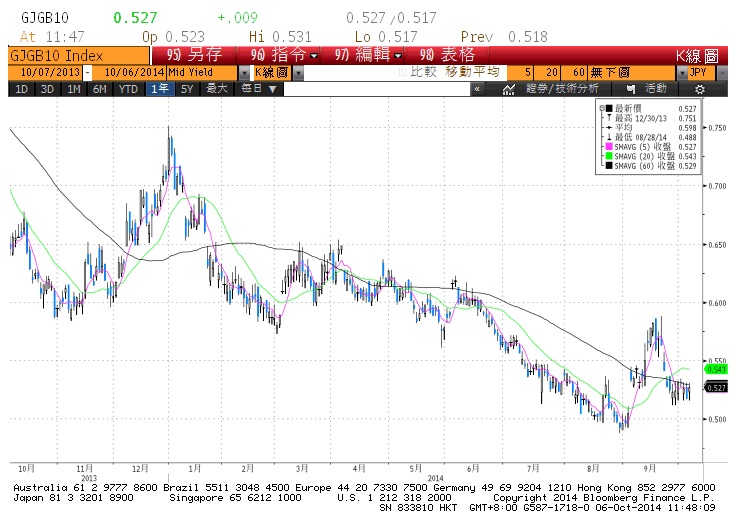 GJGB10 0.527 +.009 0.527/0.517
At 11:47 Op 0.523 Hi 0.531 Lo 0.517 Prev 0.518
GJGB10 Index 95) 另存 96) 指令 97) 編輯 98) 表格 K線圖
10/07/2013 - 10/06/2014 Mid Yield K線圖 比較 移動平均 5 20 60 無下圖 JPY
1D 3D 1M 6M YTD 1年 5Y 最大 每日 ▼ « 證券/技術分析 活動
最新價 0.527
最高 12/30/13 0.751
平均 0.598
最低 08/28/14 0.488
SMAVG (5) 收盤 0.527
SMAVG (20) 收盤 0.543
SMAVG (60) 收盤 0.529
0.750
0.700
0.650
0.600
0.550
0.543
0.527
0.500
10月 11月 12月 1月 2月 3月 4月 5月 6月 7月 8月 9月
2013 2014
Australia 61 2 9777 8600 Brazil 5511 3048 4500 Europe 44 20 7330 7500 Germany 49 69 9204 1210 Hong Kong 852 2977 6000
Japan 81 3 3201 8900 Singapore 65 6212 1000 U.S. 1 212 318 2000 Copyright 2014 Bloomberg Finance L.P.
SN 833810 HKT GMT+8:00 G587-1718-0 06-Oct-2014 11:48:09